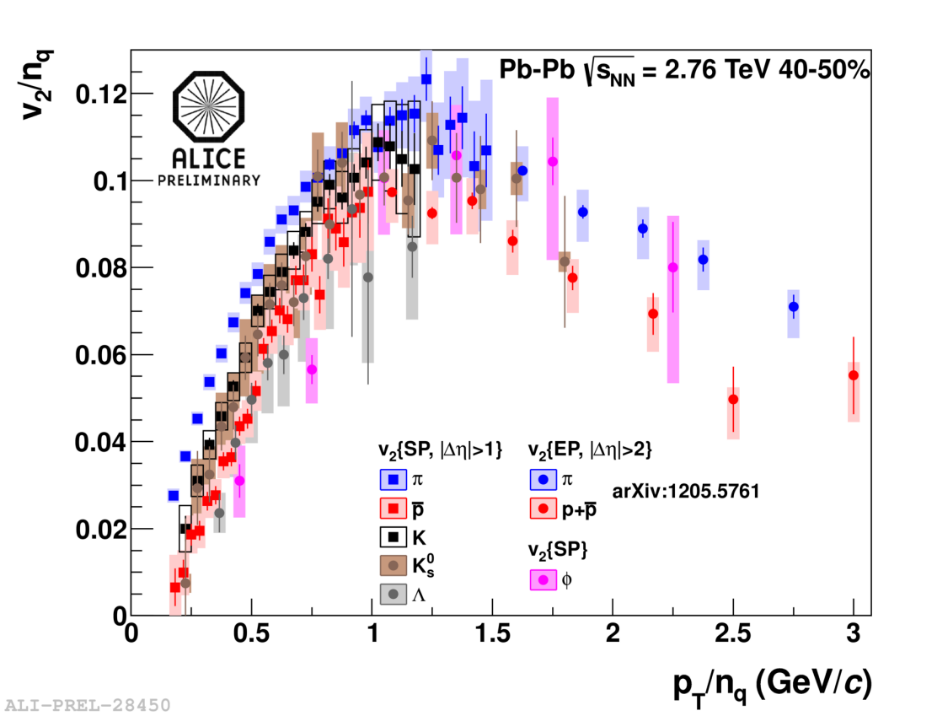 v2/nq
Pb-Pb √sNN = 2.76 TeV 40-50%
ALICE
PRELIMINARY
0.12
0.1
0.08
0.06
0.04
0.02
0
v2{SP, |Δη|>1}
π
p̅
K
K0s
Λ
v2{EP, |Δη|>2}
π
p+p̅
arXiv:1205.5761
v2{SP}
ϕ
0 0.5 1 1.5 2 2.5 3
pT/nq (GeV/c)
ALI-PREL-28450